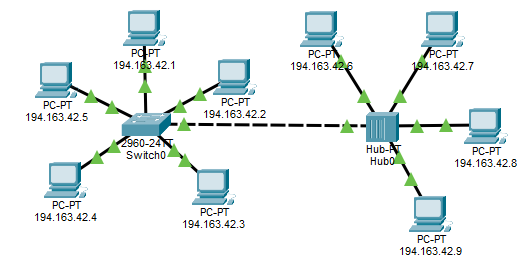 PC-PT
194.163.42.1
PC-PT
194.163.42.6
PC-PT
194.163.42.7
PC-PT
194.163.42.5
PC-PT
194.163.42.2
2960-24TT
Switch0
Hub-PT
Hub0
PC-PT
194.163.42.8
PC-PT
194.163.42.4
PC-PT
194.163.42.3
PC-PT
194.163.42.9